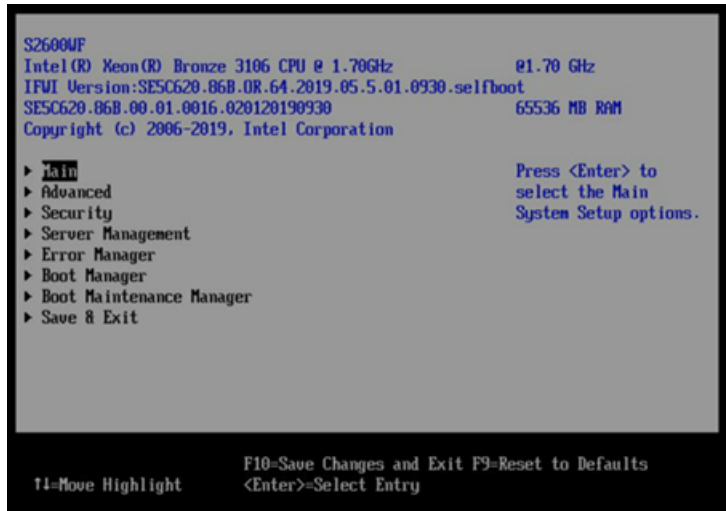 S2600WF
Intel(R) Xeon(R) Bronze 3106 CPU @ 1.70GHz @1.70 GHz
IFWI Version:SE5C620.86B.OR.64.2019.05.5.01.0930.selfboot
SE5C620.86B.00.01.0016.020120190930 65536 MB RAM
Copyright (c) 2006-2019, Intel Corporation
▶ Main Press <Enter> to
▶ Advanced select the Main
▶ Security System Setup options.
▶ Server Management
▶ Error Manager
▶ Boot Manager
▶ Boot Maintenance Manager
▶ Save & Exit
F10=Save Changes and Exit F9=Reset to Defaults
↑↓=Move Highlight <Enter>=Select Entry